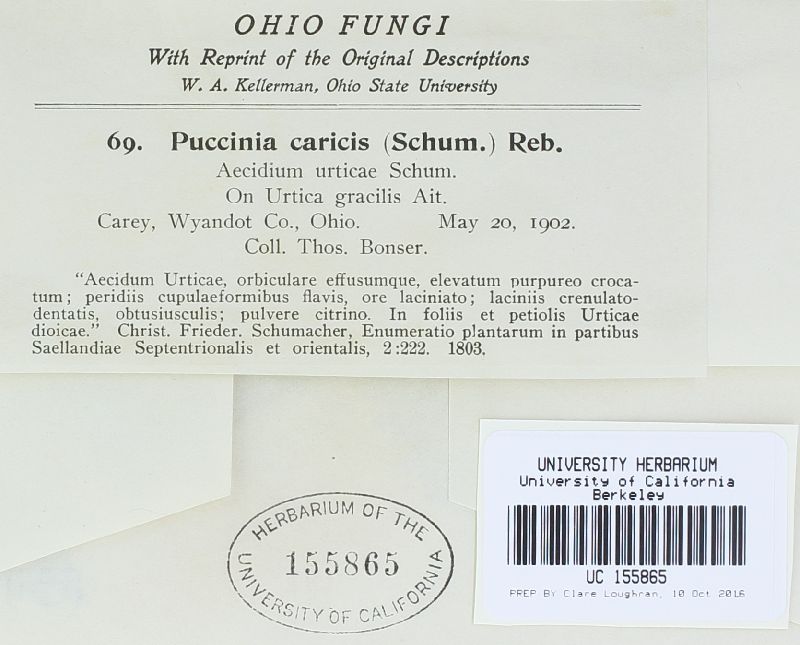 OHIO FUNGI
With Reprint of the Original Descriptions
W. A. Kellerman, Ohio State University
69. Puccinia caricis (Schum.) Reb.
Aecidium urticae Schum.
On Urtica gracilis Ait.
Carey, Wyandot Co., Ohio. May 20, 1902.
Coll. Thos. Bonser.
"Aecidum Urticae, orbiculare effusumque, elevatum purpureo croca-
tum; peridiis cupulaeformibus flavis, ore laciniato; laciniis crenulato-
dentatis, obtusiusculis; pulvere citrino. In foliis et petiolis Urticae
dioicae." Christ. Frieder. Schumacher, Enumeratio plantarum in partibus
Saellandiae Septentrionalis et orientalis, 2:222. 1803.
HERBARIUM OF THE
155865
UNIVERSITY OF CALIFORNIA
UNIVERSITY HERBARIUM
University of California
Berkeley
UC 155865
PREP BY Clare Loughran, 10 Oct 2016